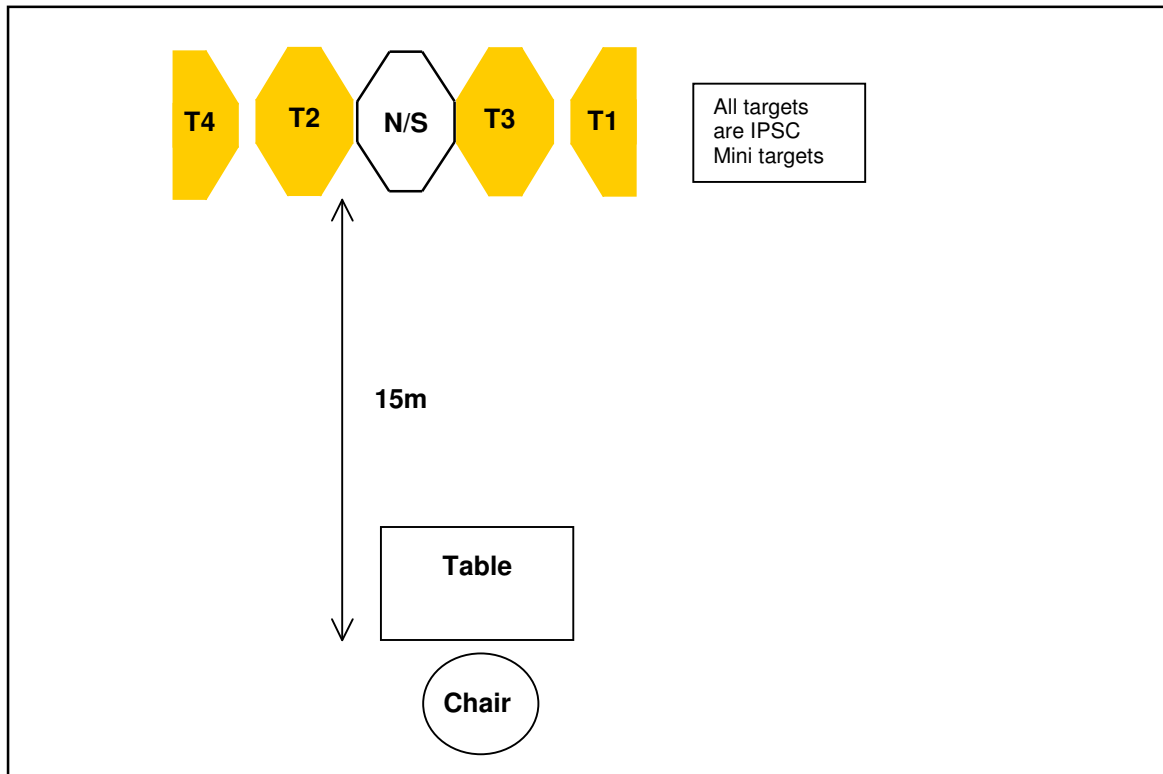 T4
T2
N/S
T3
T1
All targets
are IPSC
Mini targets
15m
Table
Chair